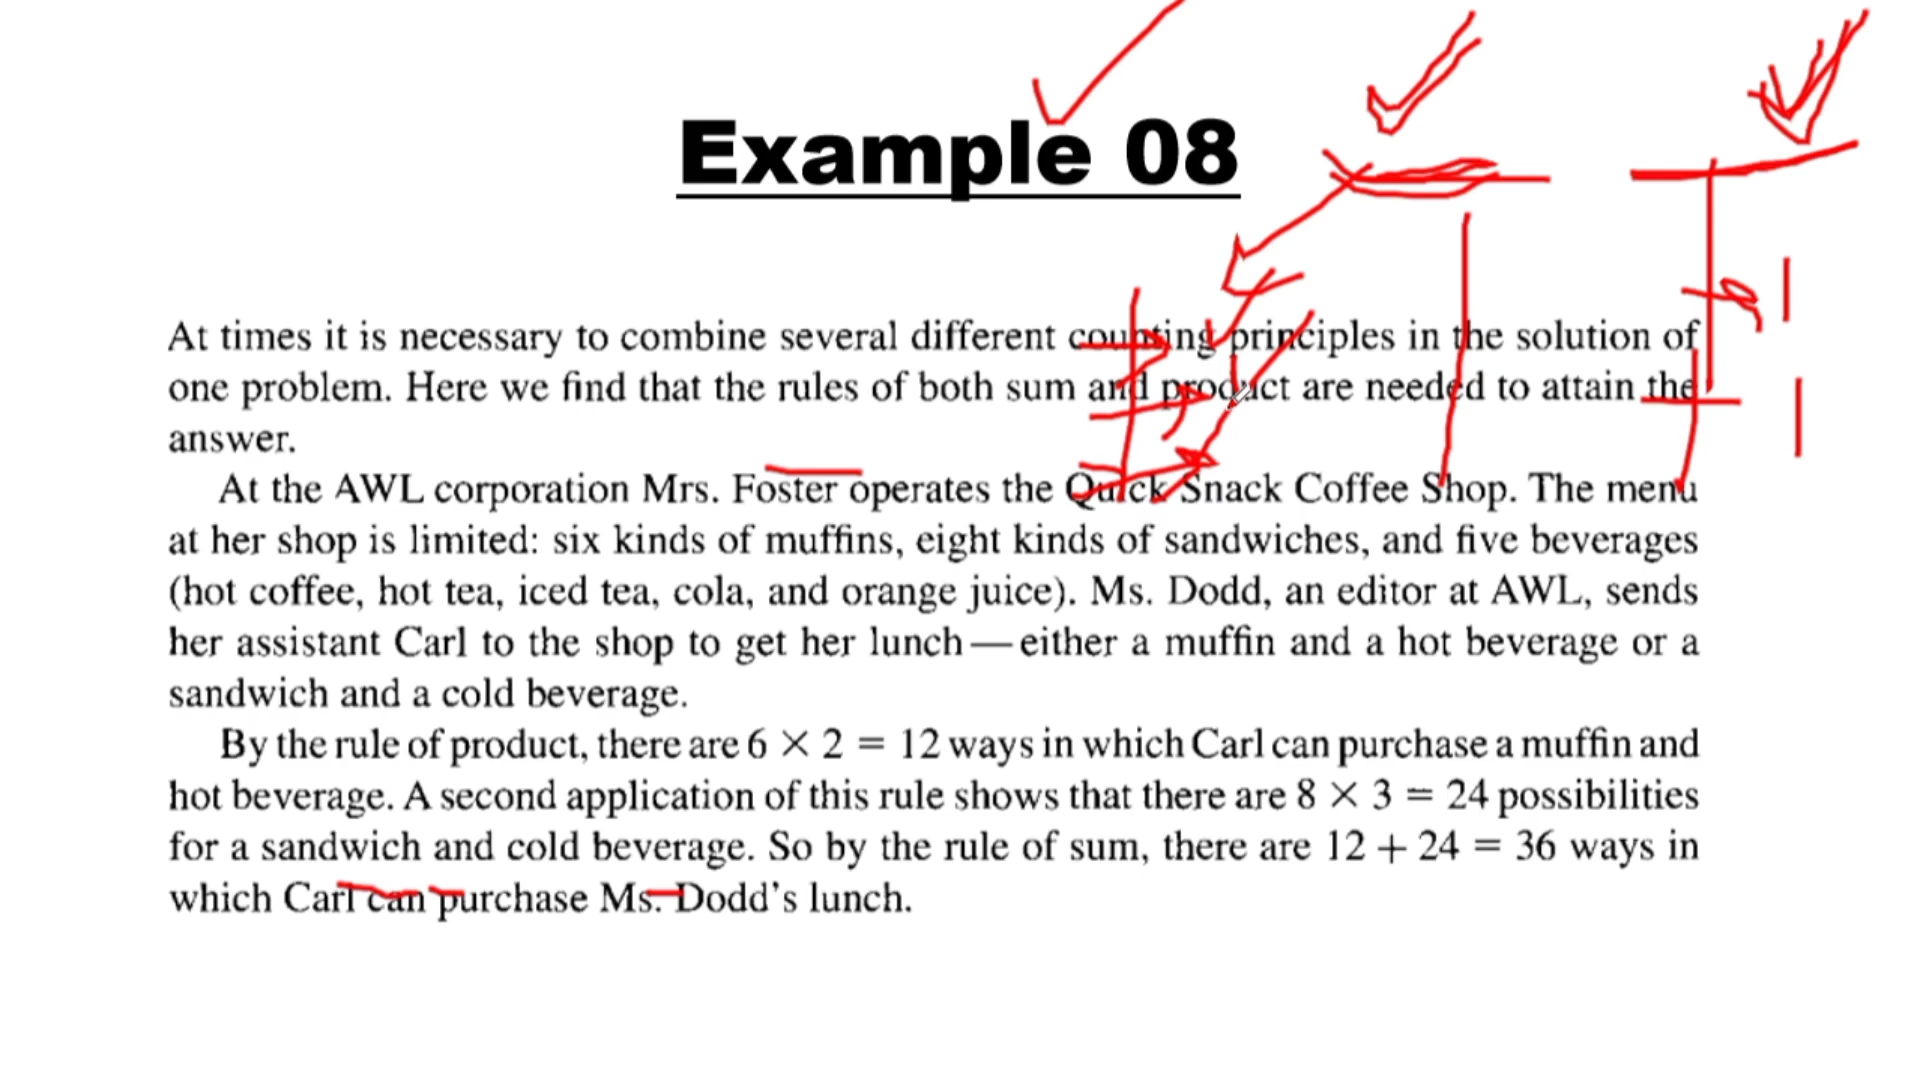 Example 08
At times it is necessary to combine several different counting principles in the solution of
one problem. Here we find that the rules of both sum and product are needed to attain the
answer.
At the AWL corporation Mrs. Foster operates the Quick Snack Coffee Shop. The menu
at her shop is limited: six kinds of muffins, eight kinds of sandwiches, and five beverages
(hot coffee, hot tea, iced tea, cola, and orange juice). Ms. Dodd, an editor at AWL, sends
her assistant Carl to the shop to get her lunch — either a muffin and a hot beverage or a
sandwich and a cold beverage.
By the rule of product, there are 6 × 2 = 12 ways in which Carl can purchase a muffin and
hot beverage. A second application of this rule shows that there are 8 × 3 = 24 possibilities
for a sandwich and cold beverage. So by the rule of sum, there are 12 + 24 = 36 ways in
which Carl can purchase Ms. Dodd's lunch.